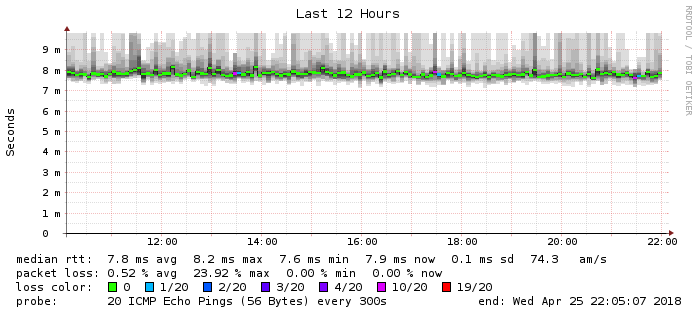 Last 12 Hours
RRDTOOL / TOBI OETIKER
Seconds
9 m
8 m
7 m
6 m
5 m
4 m
3 m
2 m
1 m
0
12:00 14:00 16:00 18:00 20:00 22:00
median rtt: 7.8 ms avg 8.2 ms max 7.6 ms min 7.9 ms now 0.1 ms sd 74.3 am/s
packet loss: 0.52 % avg 23.92 % max 0.00 % min 0.00 % now
loss color: 0 1/20 2/20 3/20 4/20 10/20 19/20
probe: 20 ICMP Echo Pings (56 Bytes) every 300s end: Wed Apr 25 22:05:07 2018